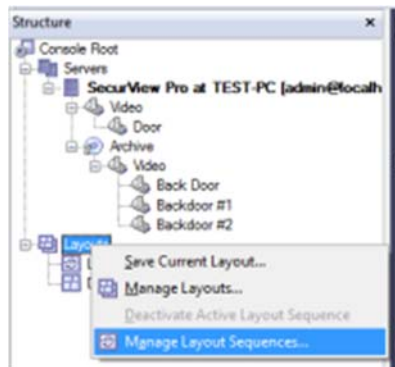 Structure
Console Root
Servers
SecurView Pro at TEST-PC [admin@localh
Video
Door
Archive
Video
Back Door
Backdoor #1
Backdoor #2
Layouts
Save Current Layout...
Manage Layouts...
Deactivate Active Layout Sequence
Manage Layout Sequences...